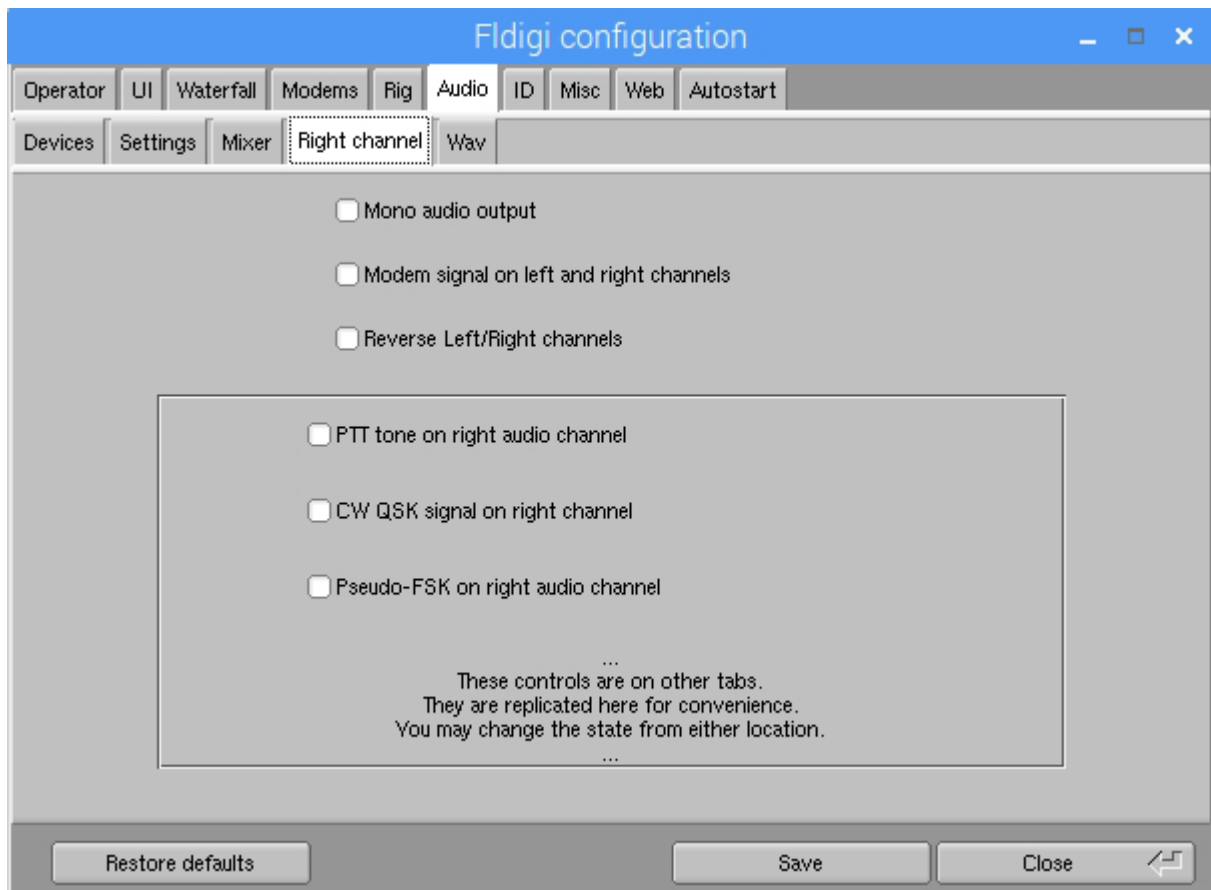 Fldigi configuration
Operator UI Waterfall Modems Rig Audio ID Misc Web Autostart
Devices Settings Mixer Right channel Wav
Mono audio output
Modem signal on left and right channels
Reverse Left/Right channels
PTT tone on right audio channel
CW QSK signal on right channel
Pseudo-FSK on right audio channel
...
These controls are on other tabs.
They are replicated here for convenience.
You may change the state from either location.
...
Restore defaults Save Close